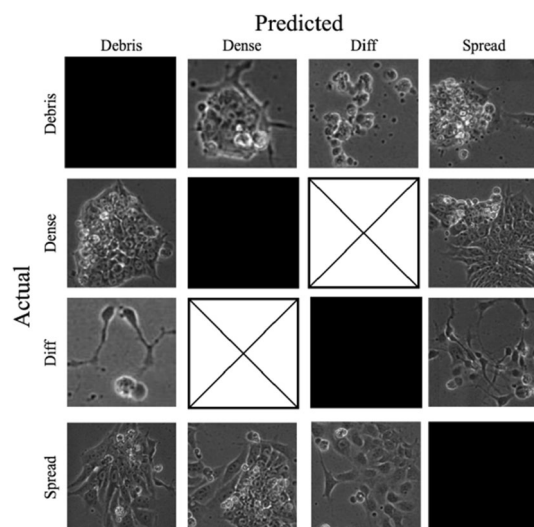 Predicted
Debris Dense Diff Spread
Actual
Debris
Dense
Diff
Spread